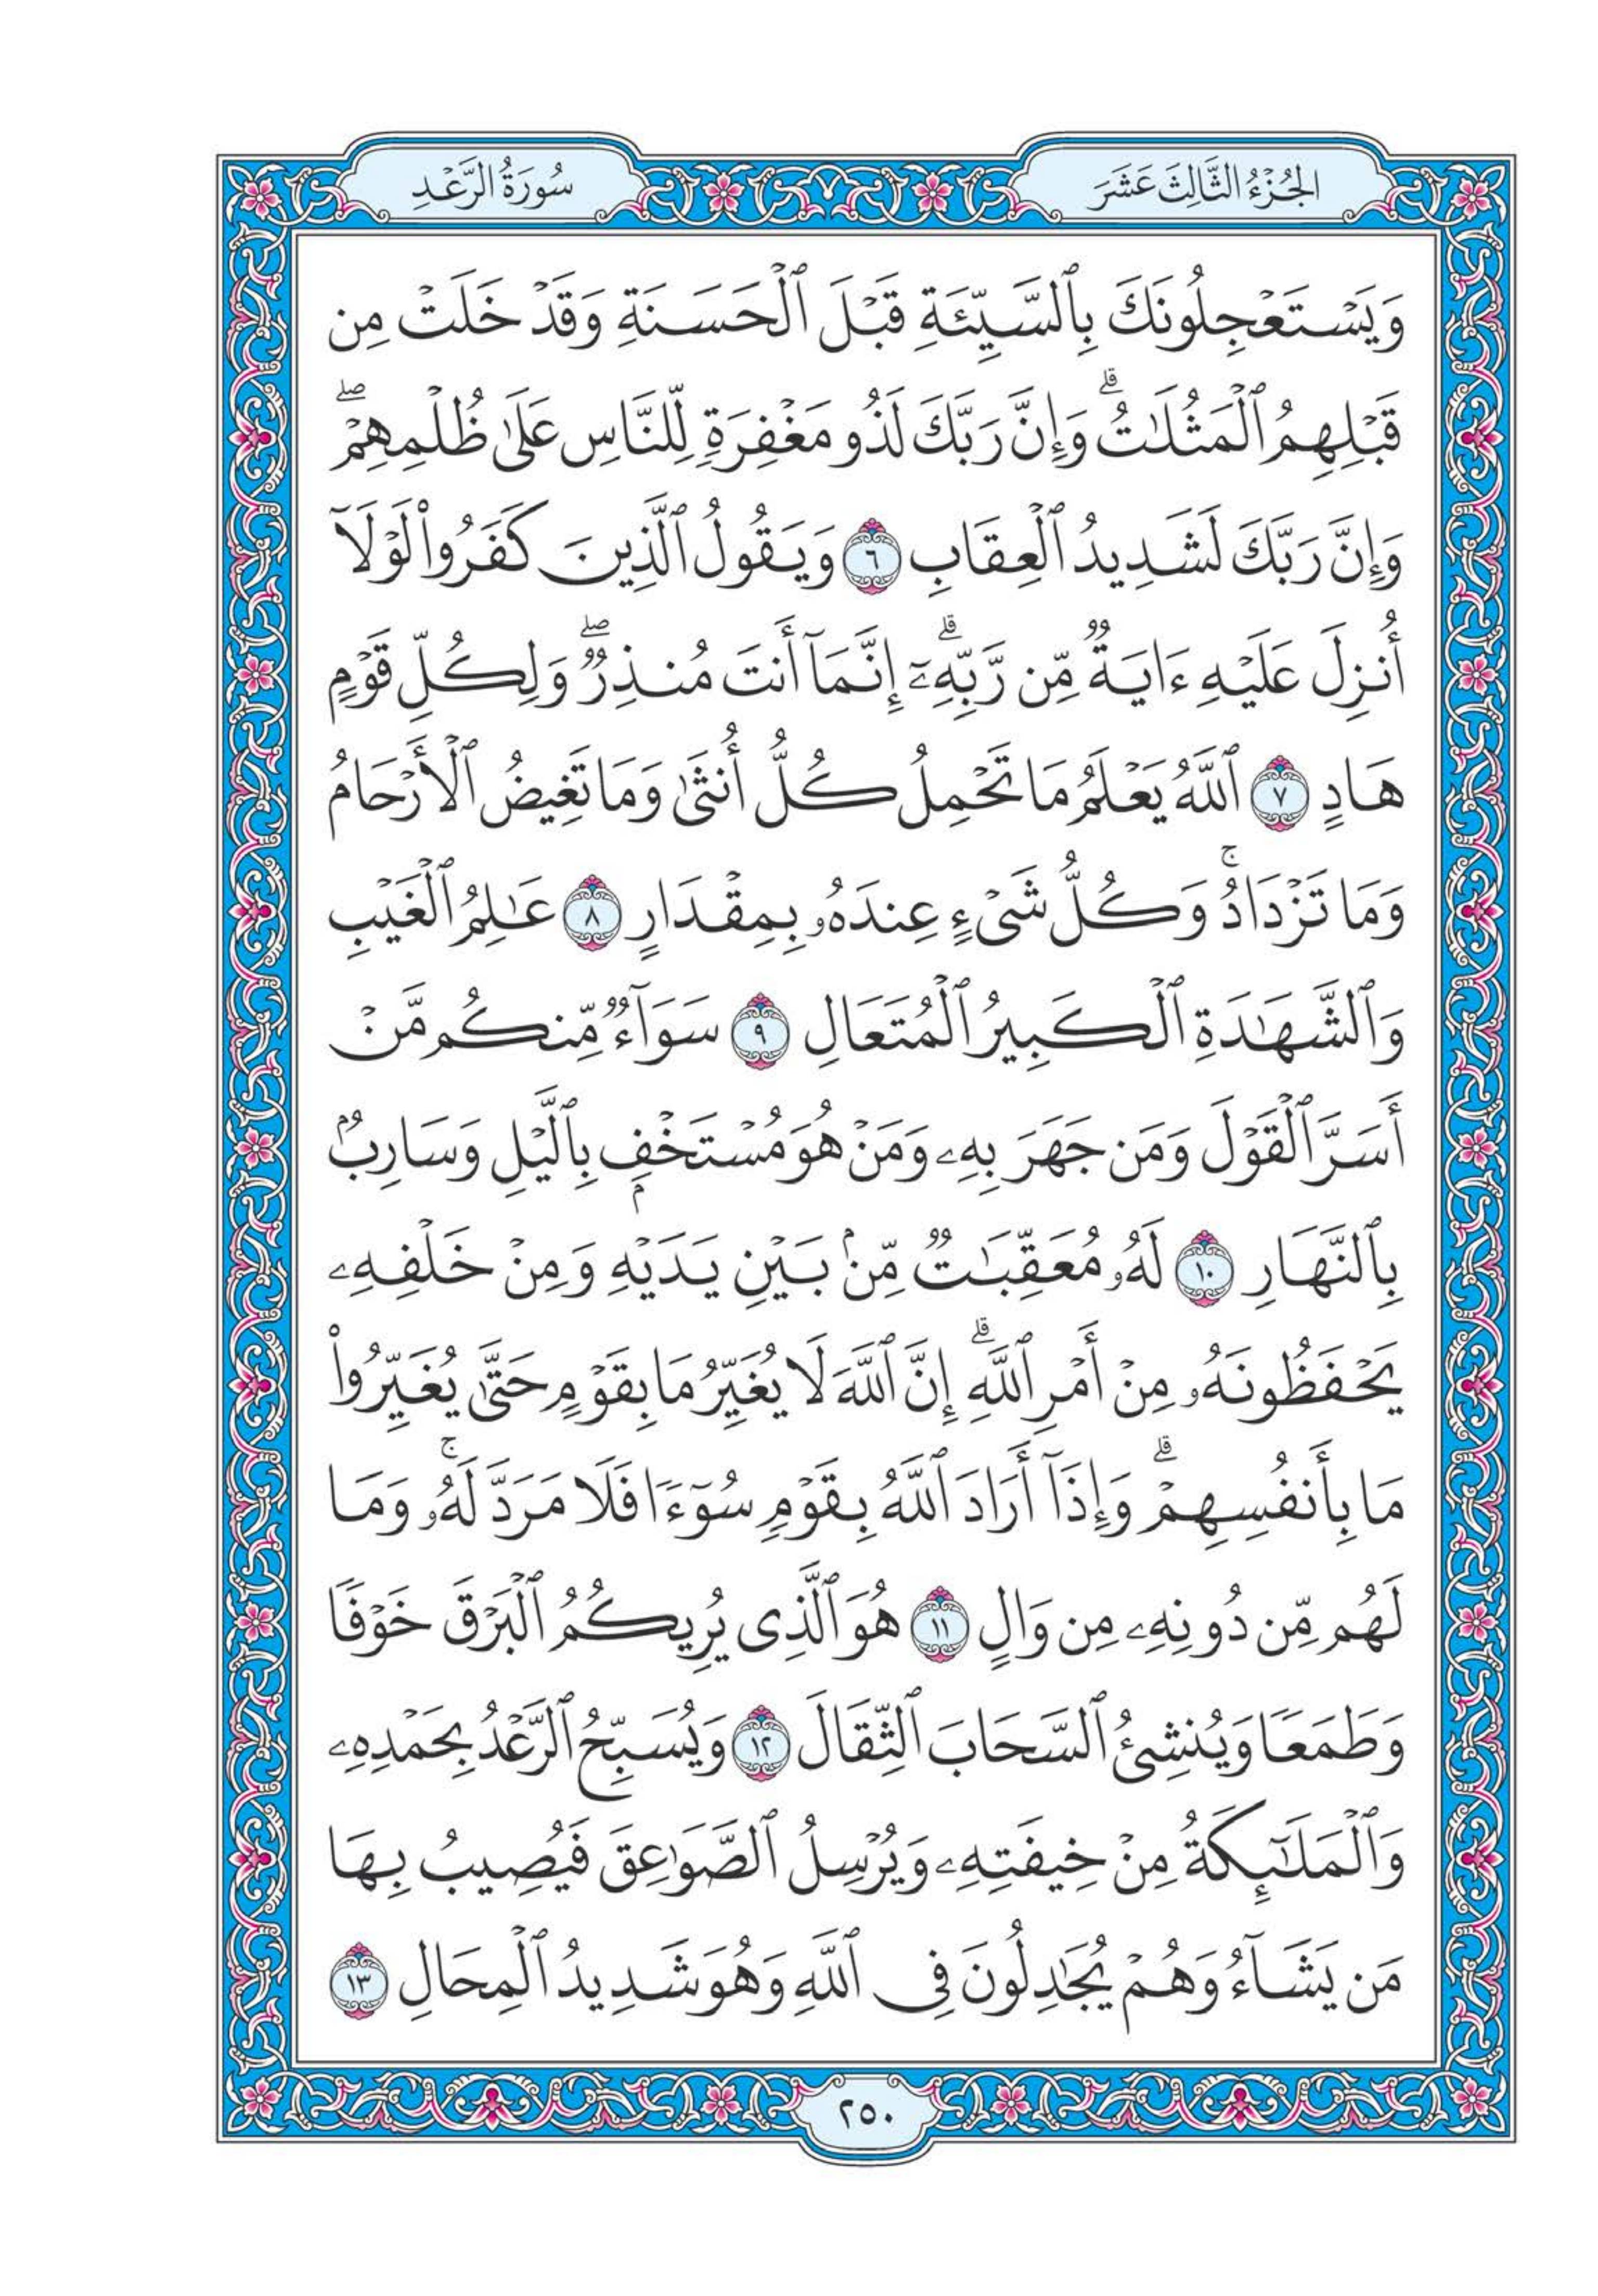 الجُزْءُ الثَّالِثَ عَشَرَ
سُورَةُ الرَّعْدِ
وَيَسْتَعْجِلُونَكَ بِٱلسَّيِّئَةِ قَبْلَ ٱلْحَسَنَةِ وَقَدْ خَلَتْ مِن
قَبْلِهِمُ ٱلْمَثُلَٰتُۗ وَإِنَّ رَبَّكَ لَذُو مَغْفِرَةٍ لِّلنَّاسِ عَلَىٰ ظُلْمِهِمْۖ
وَإِنَّ رَبَّكَ لَشَدِيدُ ٱلْعِقَابِ ٦ وَيَقُولُ ٱلَّذِينَ كَفَرُوا۟ لَوْلَآ
أُنزِلَ عَلَيْهِ ءَايَةٌ مِّن رَّبِّهِۦٓۗ إِنَّمَآ أَنتَ مُنذِرٌۖ وَلِكُلِّ قَوْمٍ
هَادٍ ٧ ٱللَّهُ يَعْلَمُ مَا تَحْمِلُ كُلُّ أُنثَىٰ وَمَا تَغِيضُ ٱلْأَرْحَامُ
وَمَا تَزْدَادُۚ وَكُلُّ شَىْءٍ عِندَهُۥ بِمِقْدَارٍ ٨ عَٰلِمُ ٱلْغَيْبِ
وَٱلشَّهَٰدَةِ ٱلْكَبِيرُ ٱلْمُتَعَالِ ٩ سَوَآءٌ مِّنكُم مَّنْ
أَسَرَّ ٱلْقَوْلَ وَمَن جَهَرَ بِهِۦ وَمَنْ هُوَ مُسْتَخْفٍۭ بِٱلَّيْلِ وَسَارِبٌۢ
بِٱلنَّهَارِ ١٠ لَهُۥ مُعَقِّبَٰتٌ مِّنۢ بَيْنِ يَدَيْهِ وَمِنْ خَلْفِهِۦ
يَحْفَظُونَهُۥ مِنْ أَمْرِ ٱللَّهِۗ إِنَّ ٱللَّهَ لَا يُغَيِّرُ مَا بِقَوْمٍ حَتَّىٰ يُغَيِّرُوا۟
مَا بِأَنفُسِهِمْۗ وَإِذَآ أَرَادَ ٱللَّهُ بِقَوْمٍ سُوٓءًا فَلَا مَرَدَّ لَهُۥۚ وَمَا
لَهُم مِّن دُونِهِۦ مِن وَالٍ ١١ هُوَ ٱلَّذِى يُرِيكُمُ ٱلْبَرْقَ خَوْفًا
وَطَمَعًا وَيُنشِئُ ٱلسَّحَابَ ٱلثِّقَالَ ١٢ وَيُسَبِّحُ ٱلرَّعْدُ بِحَمْدِهِۦ
وَٱلْمَلَٰٓئِكَةُ مِنْ خِيفَتِهِۦ وَيُرْسِلُ ٱلصَّوَٰعِقَ فَيُصِيبُ بِهَا
مَن يَشَآءُ وَهُمْ يُجَٰدِلُونَ فِى ٱللَّهِ وَهُوَ شَدِيدُ ٱلْمِحَالِ ١٣
٢٥٠